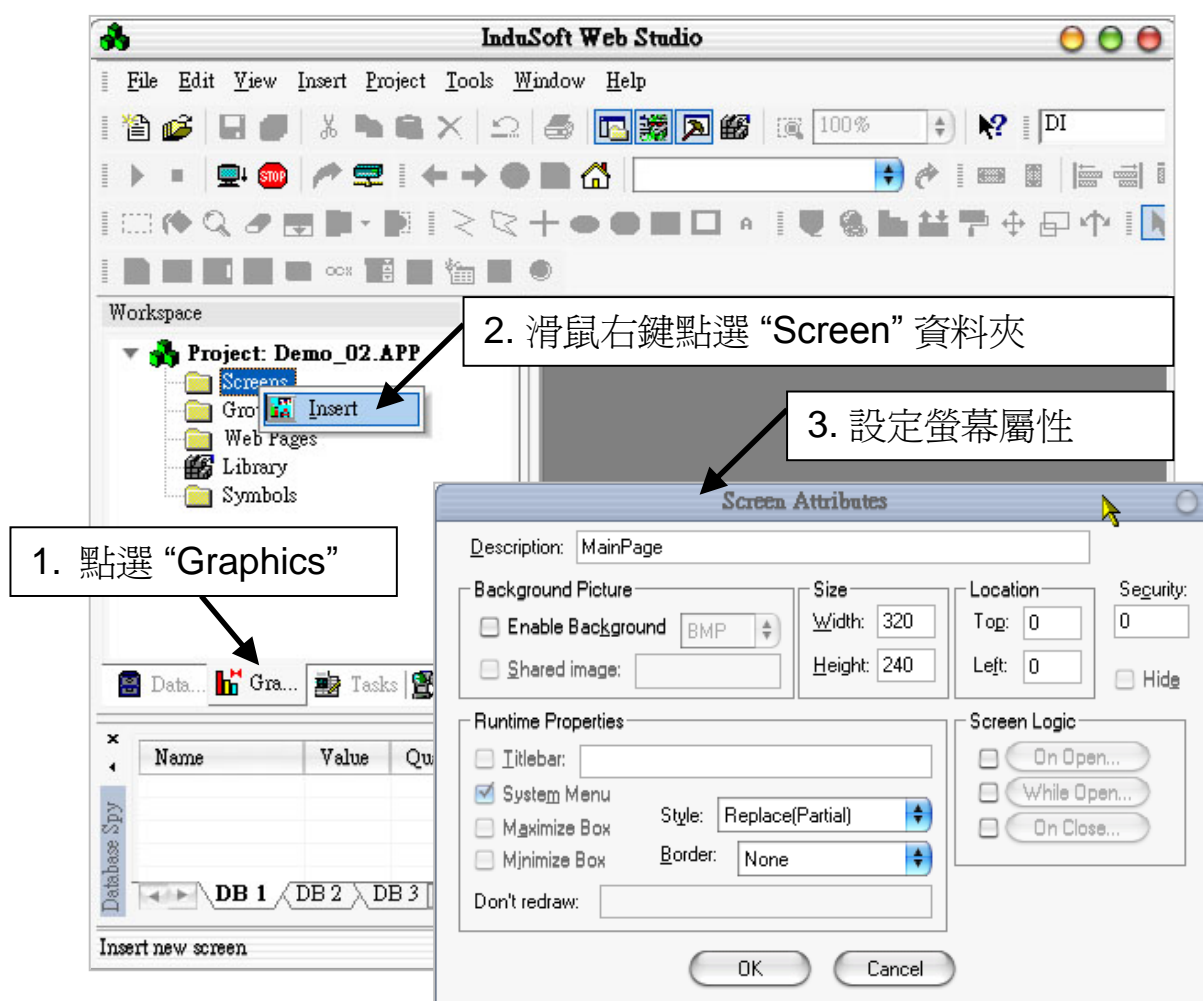 InduSoft Web Studio
File Edit View Insert Project Tools Window Help
100%
DI
STOP
A
OCX
Workspace
2. 滑鼠右鍵點選 “Screen” 資料夾
Project: Demo_02.APP
Screens
Insert
Web Pages
Library
Symbols
3. 設定螢幕屬性
1. 點選 “Graphics”
Data... Gra... Tasks
Name Value Qu
Database Spy
DB 1 DB 2 DB 3
Insert new screen
Screen Attributes
Description: MainPage
Background Picture
Enable Background BMP
Shared image:
Size
Width: 320
Height: 240
Location
Top: 0
Left: 0
Security:
0
Hide
Runtime Properties
Titlebar:
System Menu
Maximize Box
Minimize Box
Style: Replace(Partial)
Border: None
Don't redraw:
Screen Logic
On Open...
While Open...
On Close...
OK Cancel